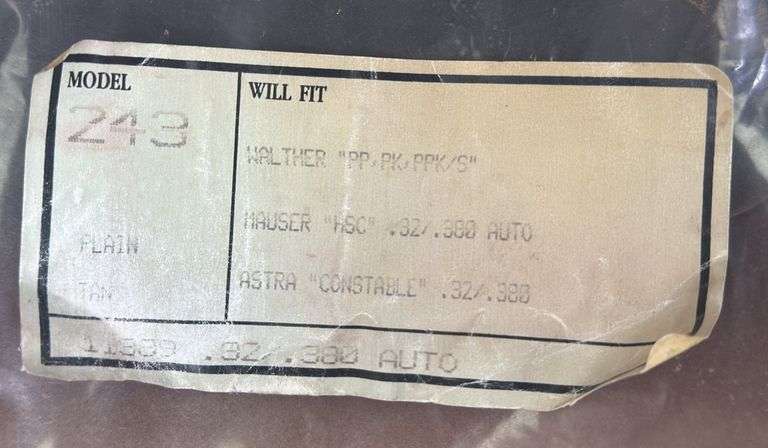 MODEL
243
PLAIN
TAN
WILL FIT
WALTHER "PP,PK,PPK/S"
MAUSER "HSC" .32/.380 AUTO
ASTRA "CONSTABLE" .32/.380
.32/.380 AUTO